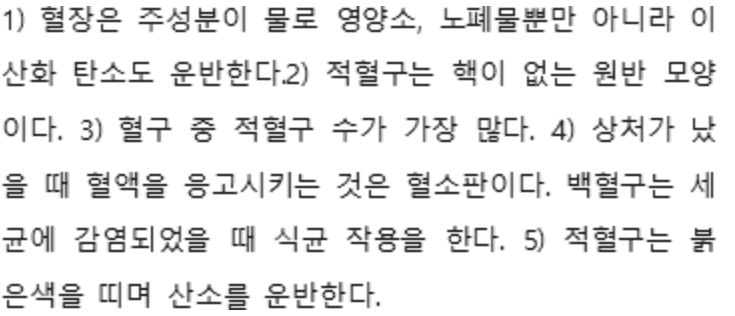 1) 혈장은 주성분이 물로 영양소, 노폐물뿐만 아니라 이
산화 탄소도 운반한다.2) 적혈구는 핵이 없는 원반 모양
이다. 3) 혈구 중 적혈구 수가 가장 많다. 4) 상처가 났
을 때 혈액을 응고시키는 것은 혈소판이다. 백혈구는 세
균에 감염되었을 때 식균 작용을 한다. 5) 적혈구는 붉
은색을 띠며 산소를 운반한다.